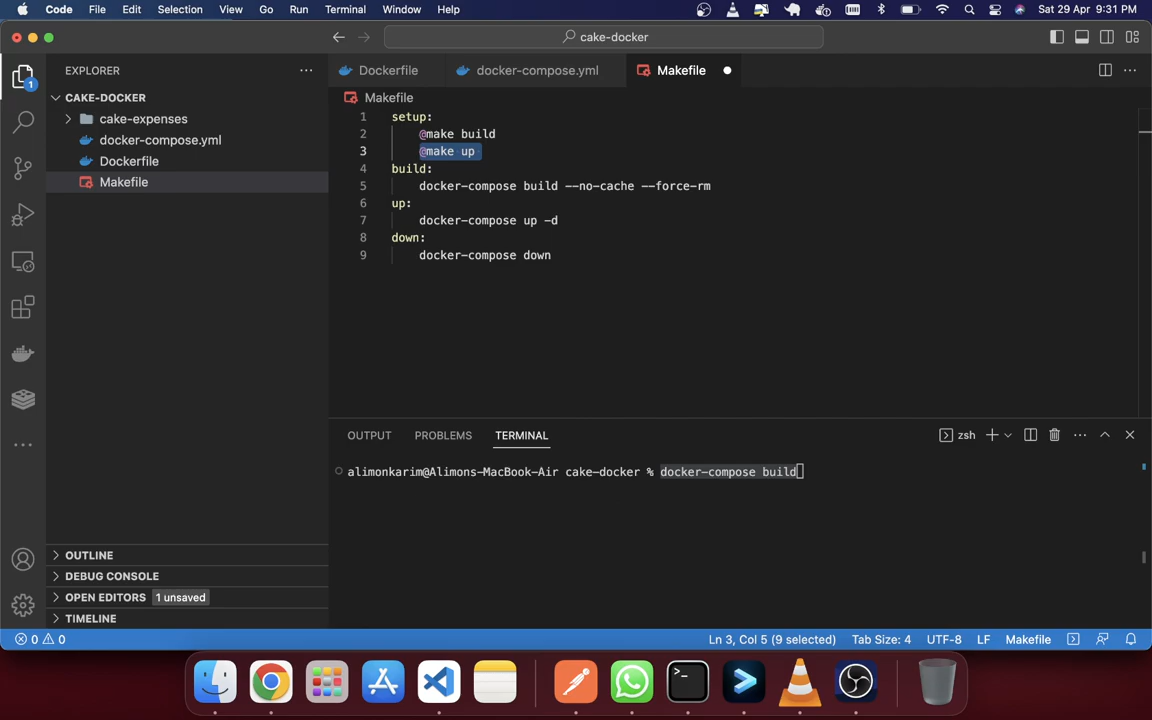 Code File Edit Selection View Go Run Terminal Window Help Sat 29 Apr 9:31 PM
cake-docker
EXPLORER
Dockerfile docker-compose.yml Makefile
CAKE-DOCKER
Makefile
cake-expenses
docker-compose.yml
Dockerfile
Makefile
1 setup:
2 @make build
3 @make up
4 build:
5 docker-compose build --no-cache --force-rm
6 up:
7 docker-compose up -d
8 down:
9 docker-compose down
1
OUTPUT PROBLEMS TERMINAL
zsh
alimonkarim@Alimons-MacBook-Air cake-docker % docker-compose build
OUTLINE
DEBUG CONSOLE
OPEN EDITORS 1 unsaved
TIMELINE
0 0 Ln 3, Col 5 (9 selected) Tab Size: 4 UTF-8 LF Makefile